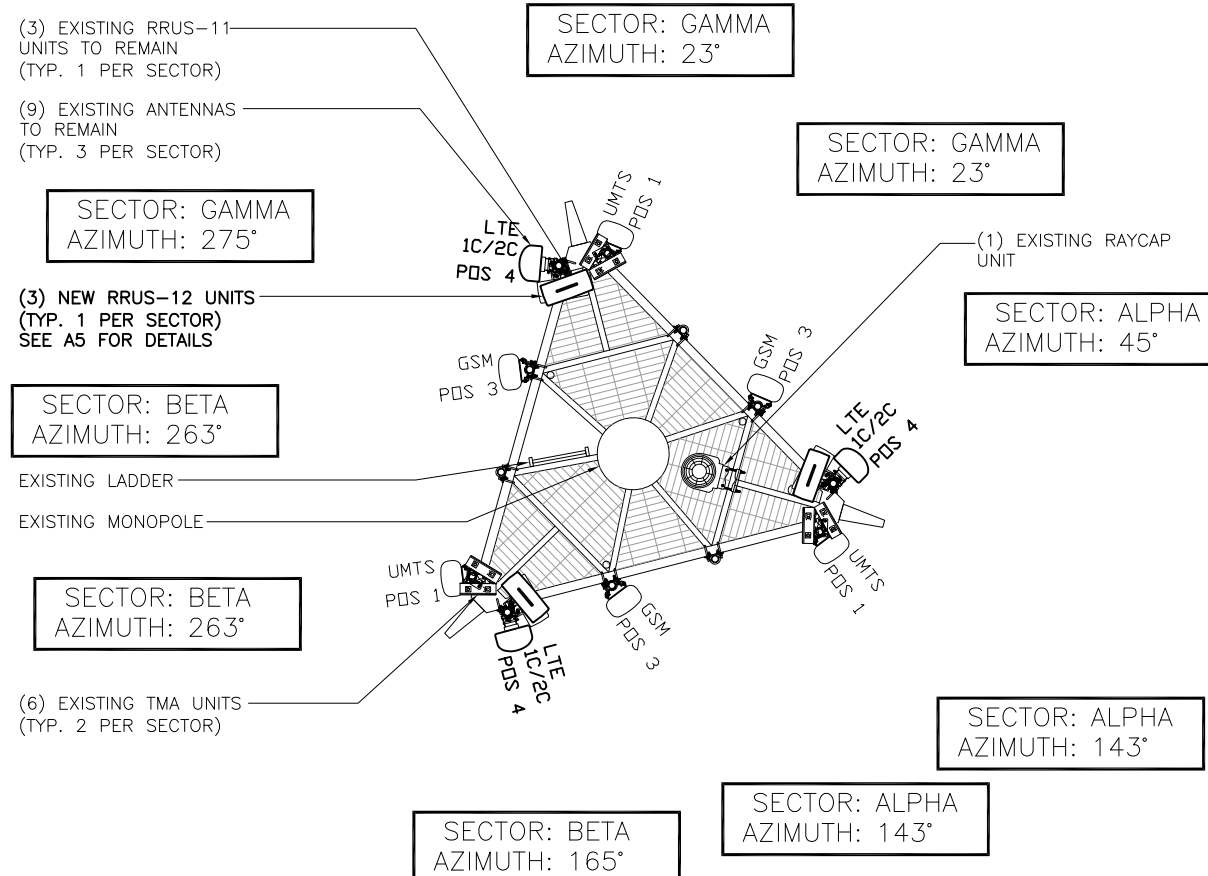 (3) EXISTING RRUS-11
UNITS TO REMAIN
(TYP. 1 PER SECTOR)
(9) EXISTING ANTENNAS
TO REMAIN
(TYP. 3 PER SECTOR)
SECTOR: GAMMA
AZIMUTH: 23°
SECTOR: GAMMA
AZIMUTH: 23°
SECTOR: GAMMA
AZIMUTH: 275°
UMTS
POS 1
LTE
1C/2C
POS 4
(1) EXISTING RAYCAP
UNIT
(3) NEW RRUS-12 UNITS
(TYP. 1 PER SECTOR)
SEE A5 FOR DETAILS
SECTOR: ALPHA
AZIMUTH: 45°
GSM
POS 3
GSM
POS 3
SECTOR: BETA
AZIMUTH: 263°
LTE
1C/2C
POS 4
EXISTING LADDER
EXISTING MONOPOLE
UMTS
POS 1
UMTS
POS 1
SECTOR: BETA
AZIMUTH: 263°
GSM
POS 3
LTE
1C/2C
POS 4
(6) EXISTING TMA UNITS
(TYP. 2 PER SECTOR)
SECTOR: ALPHA
AZIMUTH: 143°
SECTOR: ALPHA
AZIMUTH: 143°
SECTOR: BETA
AZIMUTH: 165°